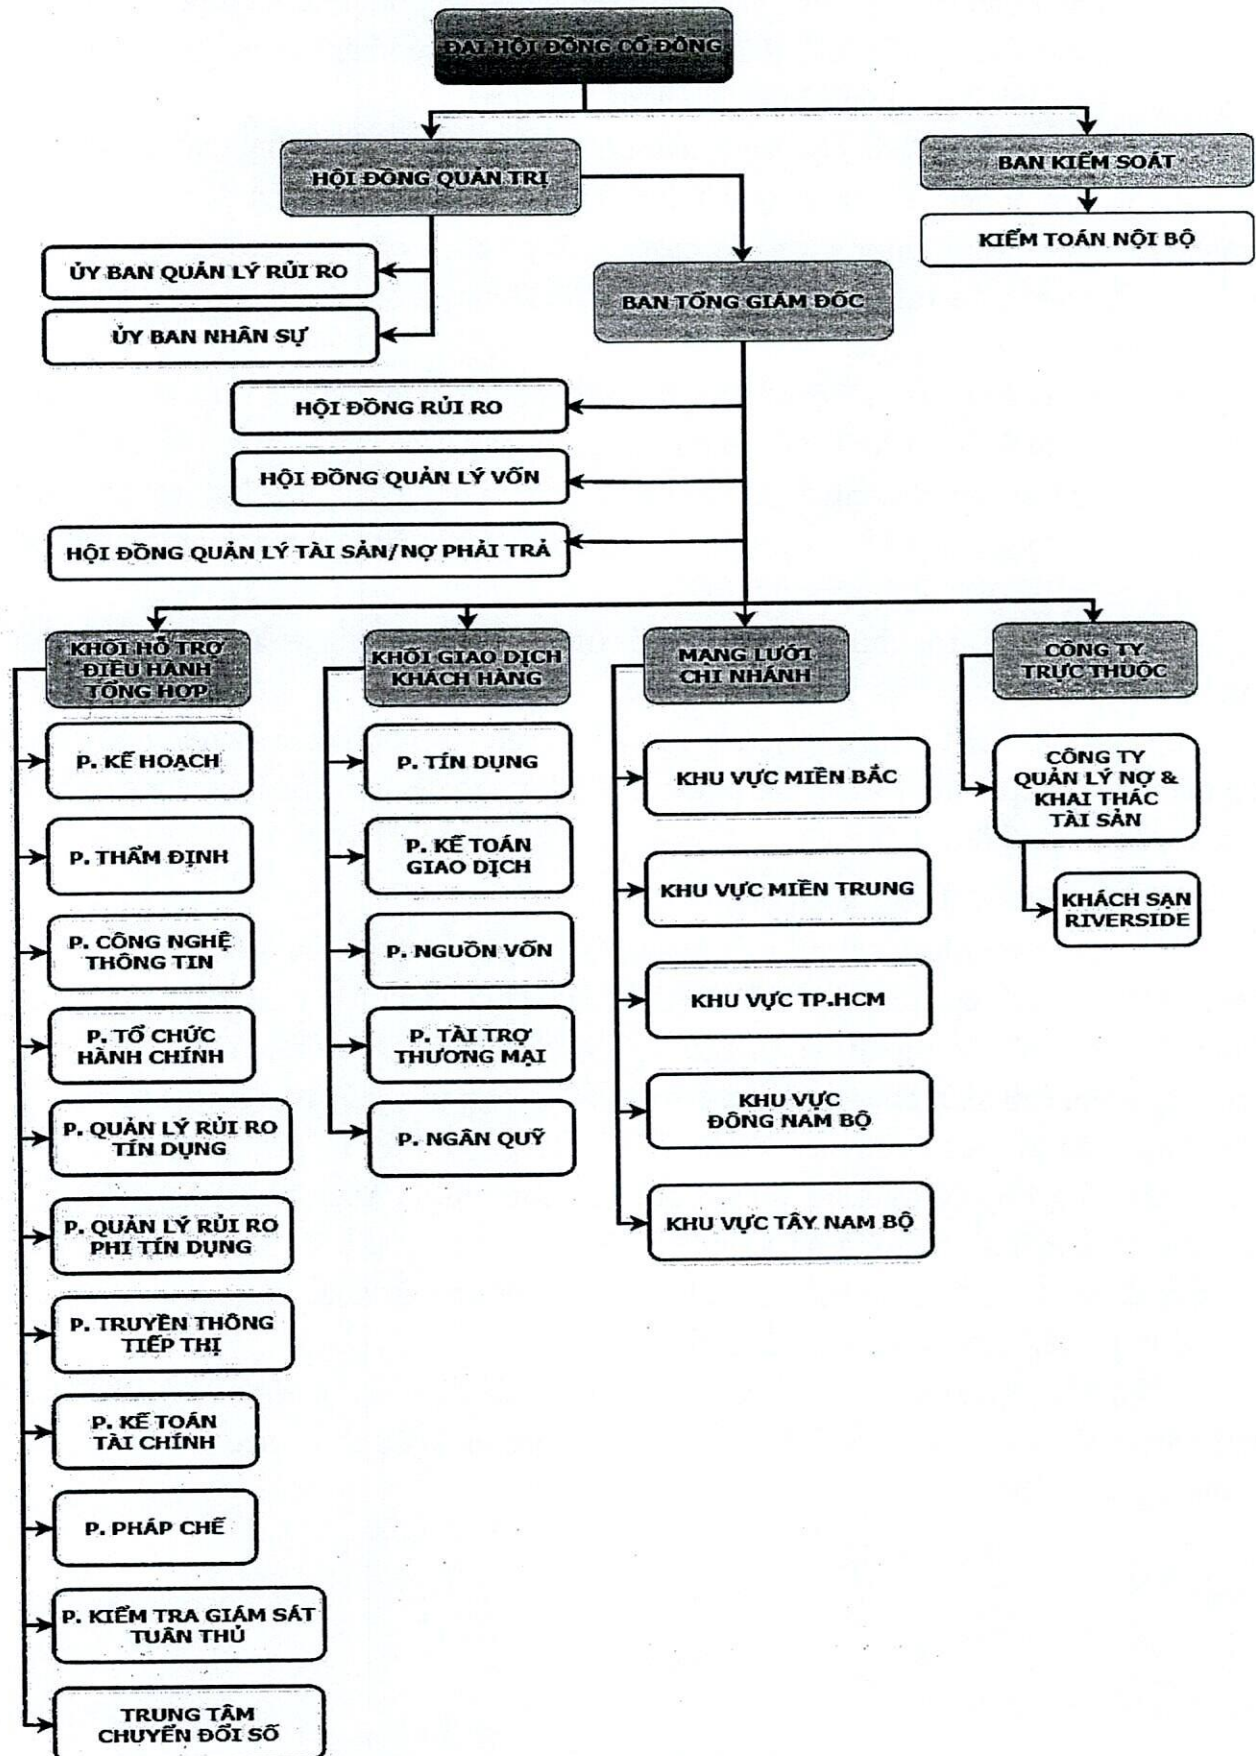 ĐẠI HỘI ĐỒNG CỔ ĐÔNG
HỘI ĐỒNG QUẢN TRỊ
BAN KIỂM SOÁT
KIỂM TOÁN NỘI BỘ
ỦY BAN QUẢN LÝ RỦI RO
ỦY BAN NHÂN SỰ
BAN TỔNG GIÁM ĐỐC
HỘI ĐỒNG RỦI RO
HỘI ĐỒNG QUẢN LÝ VỐN
HỘI ĐỒNG QUẢN LÝ TÀI SẢN/NỢ PHẢI TRẢ
KHỐI HỖ TRỢ
ĐIỀU HÀNH
TỔNG HỢP
P. KẾ HOẠCH
P. THẨM ĐỊNH
P. CÔNG NGHỆ
THÔNG TIN
P. TỔ CHỨC
HÀNH CHÍNH
P. QUẢN LÝ RỦI RO
TÍN DỤNG
P. QUẢN LÝ RỦI RO
PHI TÍN DỤNG
P. TRUYỀN THÔNG
TIẾP THỊ
P. KẾ TOÁN
TÀI CHÍNH
P. PHÁP CHẾ
P. KIỂM TRA GIÁM SÁT
TUÂN THỦ
TRUNG TÂM
CHUYỂN ĐỔI SỐ
KHỐI GIAO DỊCH
KHÁCH HÀNG
P. TÍN DỤNG
P. KẾ TOÁN
GIAO DỊCH
P. NGUỒN VỐN
P. TÀI TRỢ
THƯƠNG MẠI
P. NGÂN QUỸ
MẠNG LƯỚI
CHI NHÁNH
KHU VỰC MIỀN BẮC
KHU VỰC MIỀN TRUNG
KHU VỰC TP.HCM
KHU VỰC
ĐÔNG NAM BỘ
KHU VỰC TÂY NAM BỘ
CÔNG TY
TRỰC THUỘC
CÔNG TY
QUẢN LÝ NỢ &
KHAI THÁC
TÀI SẢN
KHÁCH SẠN
RIVERSIDE